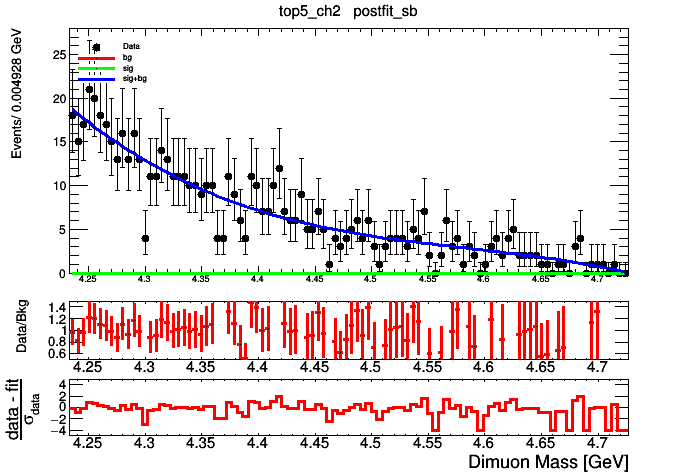 top5_ch2 postfit_sb
Events/ 0.004928 GeV
25
20
15
10
5
0
Data
bg
sig
sig+bg
4.25 4.3 4.35 4.4 4.45 4.5 4.55 4.6 4.65 4.7
Data/Bkg
1.4
1.2
1
0.8
0.6
4.25 4.3 4.35 4.4 4.45 4.5 4.55 4.6 4.65 4.7
data - fit
σdata
4
2
0
−2
−4
4.25 4.3 4.35 4.4 4.45 4.5 4.55 4.6 4.65 4.7
Dimuon Mass [GeV]